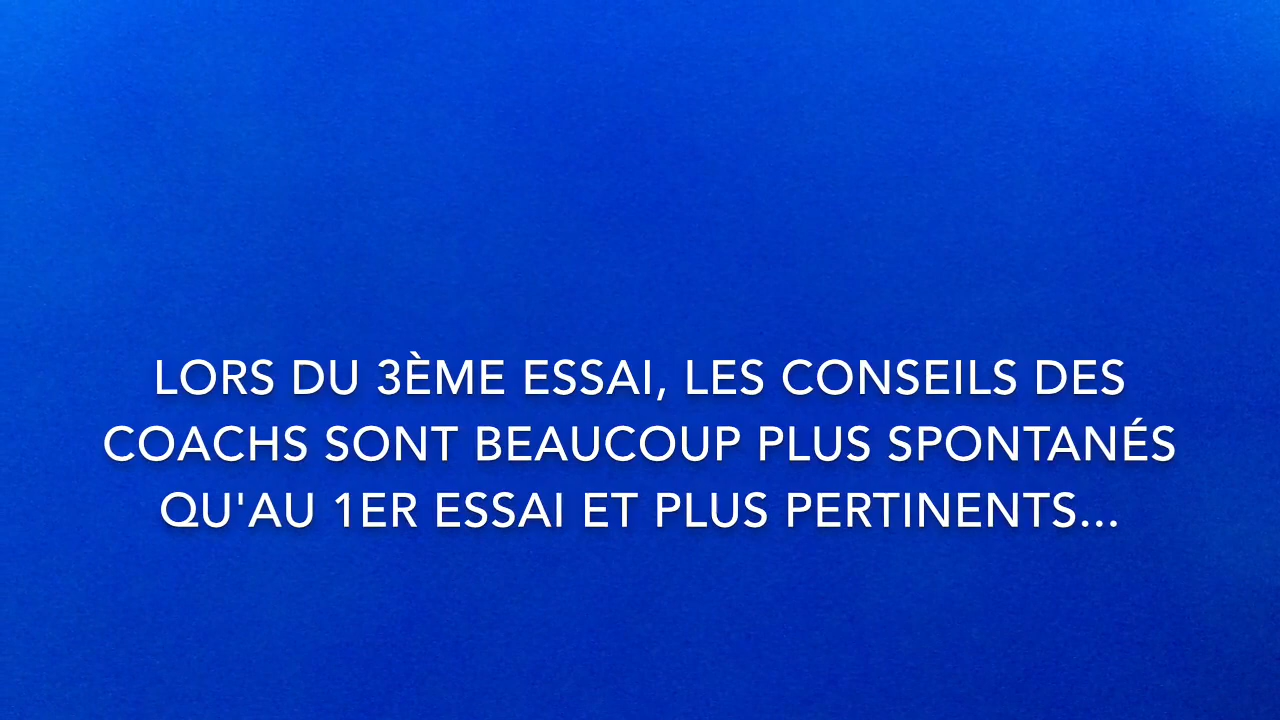 LORS DU 3ÈME ESSAI, LES CONSEILS DES
COACHS SONT BEAUCOUP PLUS SPONTANÉS
QU'AU 1ER ESSAI ET PLUS PERTINENTS...